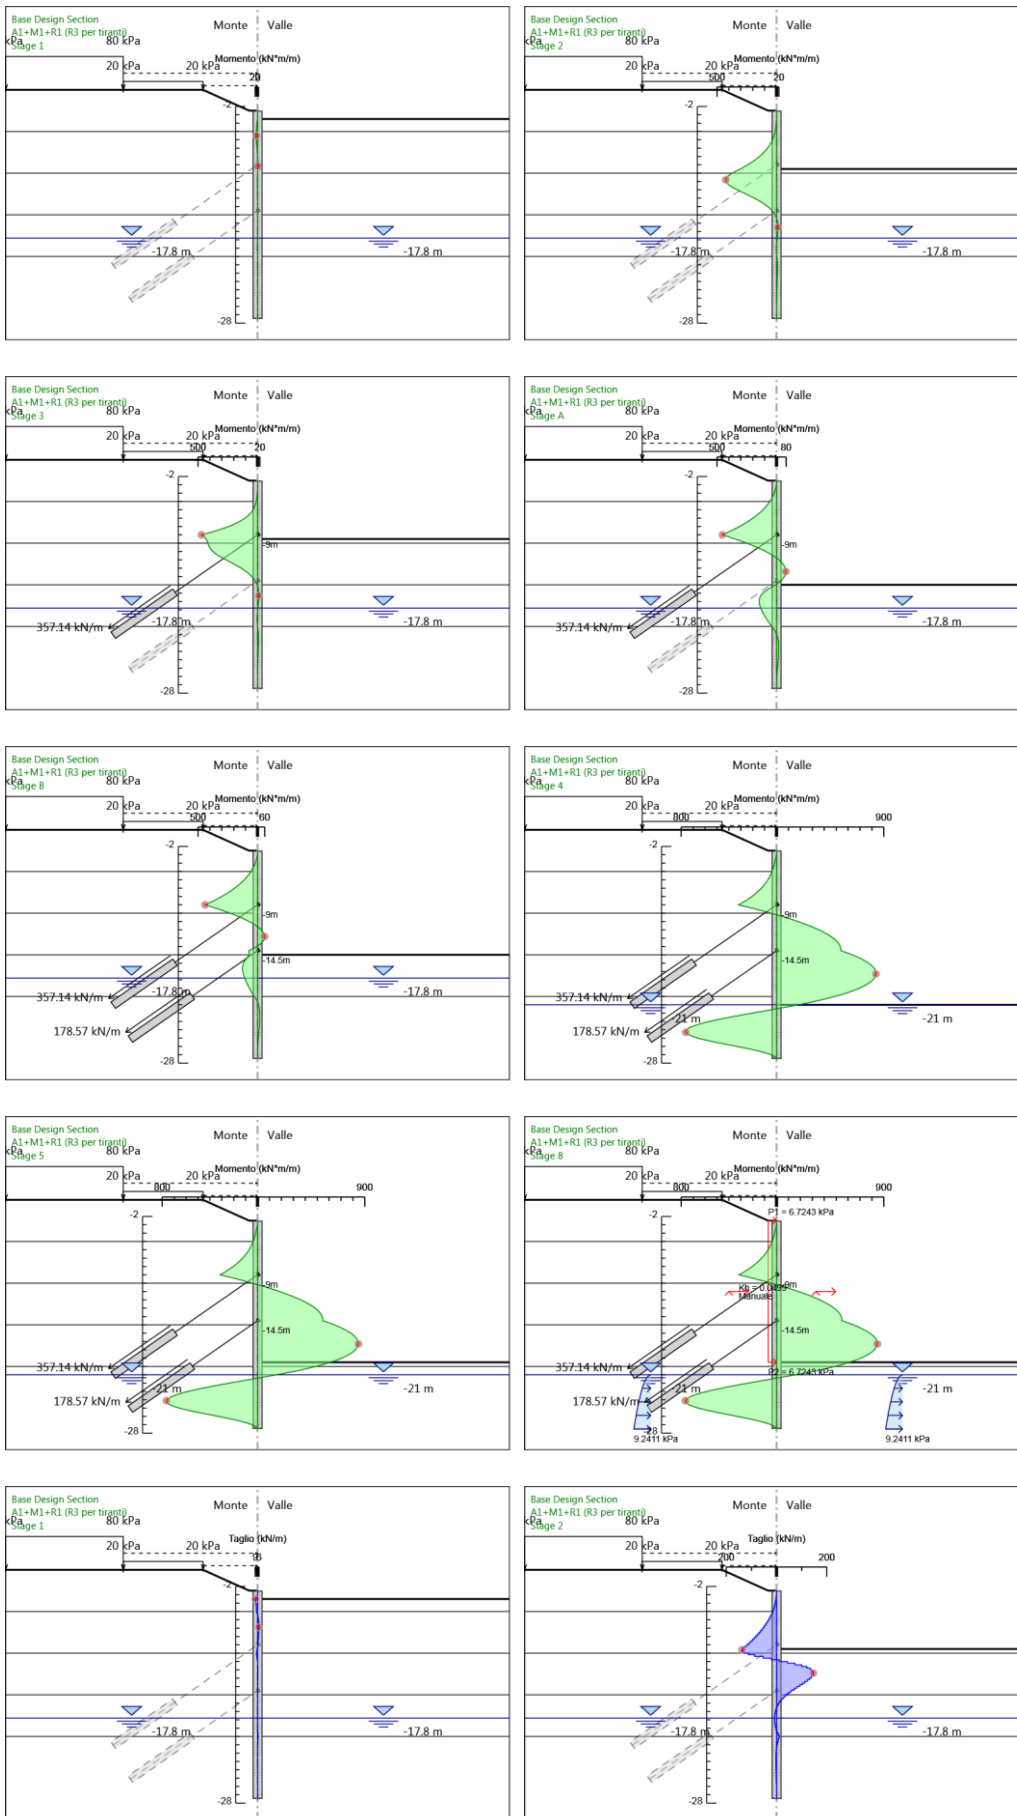 Base Design Section
A1+M1+R1 (R3 per tiranti)
Stage 1
Monte Valle
kPa 80 kPa
20 kPa 20 kPa
Momento (kN*m/m)
20
-2
-17.8 m -17.8 m
-28
Base Design Section
A1+M1+R1 (R3 per tiranti)
Stage 2
Monte Valle
kPa 80 kPa
20 kPa 20 kPa
Momento (kN*m/m)
500 20
-2
-17.8 m -17.8 m
-28
Base Design Section
A1+M1+R1 (R3 per tiranti)
Stage 3
Monte Valle
kPa 80 kPa
20 kPa 20 kPa
Momento (kN*m/m)
500 20
-2
-9m
357.14 kN/m -17.8 m -17.8 m
-28
Base Design Section
A1+M1+R1 (R3 per tiranti)
Stage A
Monte Valle
kPa 80 kPa
20 kPa 20 kPa
Momento (kN*m/m)
500 80
-2
-9m
357.14 kN/m -17.8 m -17.8 m
-28
Base Design Section
A1+M1+R1 (R3 per tiranti)
Stage B
Monte Valle
kPa 80 kPa
20 kPa 20 kPa
Momento (kN*m/m)
500 60
-2
-9m
-14.5m
357.14 kN/m -17.8 m -17.8 m
178.57 kN/m
-28
Base Design Section
A1+M1+R1 (R3 per tiranti)
Stage 4
Monte Valle
kPa 80 kPa
20 kPa 20 kPa
Momento (kN*m/m)
800 900
-2
-9m
-14.5m
357.14 kN/m
-21 m -21 m
178.57 kN/m
-28
Base Design Section
A1+M1+R1 (R3 per tiranti)
Stage 5
Monte Valle
kPa 80 kPa
20 kPa 20 kPa
Momento (kN*m/m)
800 900
-2
-9m
-14.5m
357.14 kN/m
-21 m -21 m
178.57 kN/m
-28
Base Design Section
A1+M1+R1 (R3 per tiranti)
Stage 8
Monte Valle
kPa 80 kPa
20 kPa 20 kPa
Momento (kN*m/m)
800 900
P1 = 6.7243 kPa
-2
-9m
Kh = 0.0499
Manuale
357.14 kN/m
P2 = 6.7243 kPa
-21 m -21 m
178.57 kN/m
-28
9.2411 kPa 9.2411 kPa
Base Design Section
A1+M1+R1 (R3 per tiranti)
Stage 1
Monte Valle
kPa 80 kPa
20 kPa 20 kPa
Taglio (kN/m)
-2
-17.8 m -17.8 m
-28
Base Design Section
A1+M1+R1 (R3 per tiranti)
Stage 2
Monte Valle
kPa 80 kPa
20 kPa 20 kPa
Taglio (kN/m)
200 200
-2
-17.8 m -17.8 m
-28